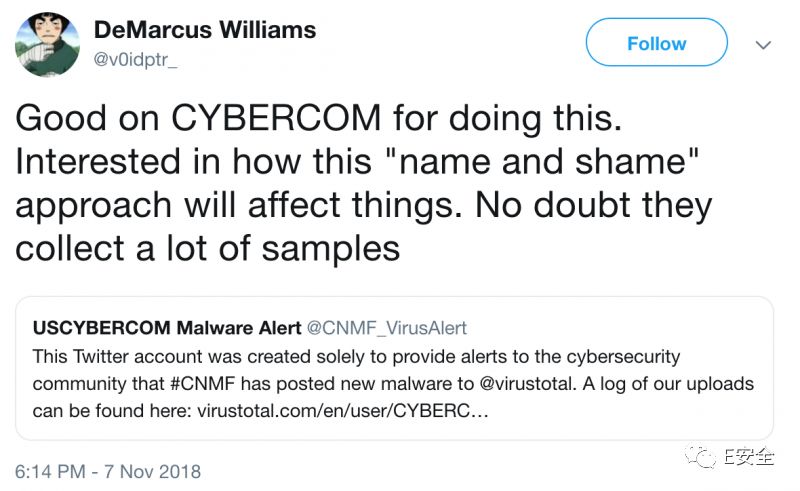 DeMarcus Williams
@v0idptr_
Follow
Good on CYBERCOM for doing this.
Interested in how this "name and shame"
approach will affect things. No doubt they
collect a lot of samples
USCYBERCOM Malware Alert @CNMF_VirusAlert
This Twitter account was created solely to provide alerts to the cybersecurity
community that #CNMF has posted new malware to @virustotal. A log of our uploads
can be found here: virustotal.com/en/user/CYBERC…
E安全
6:14 PM - 7 Nov 2018